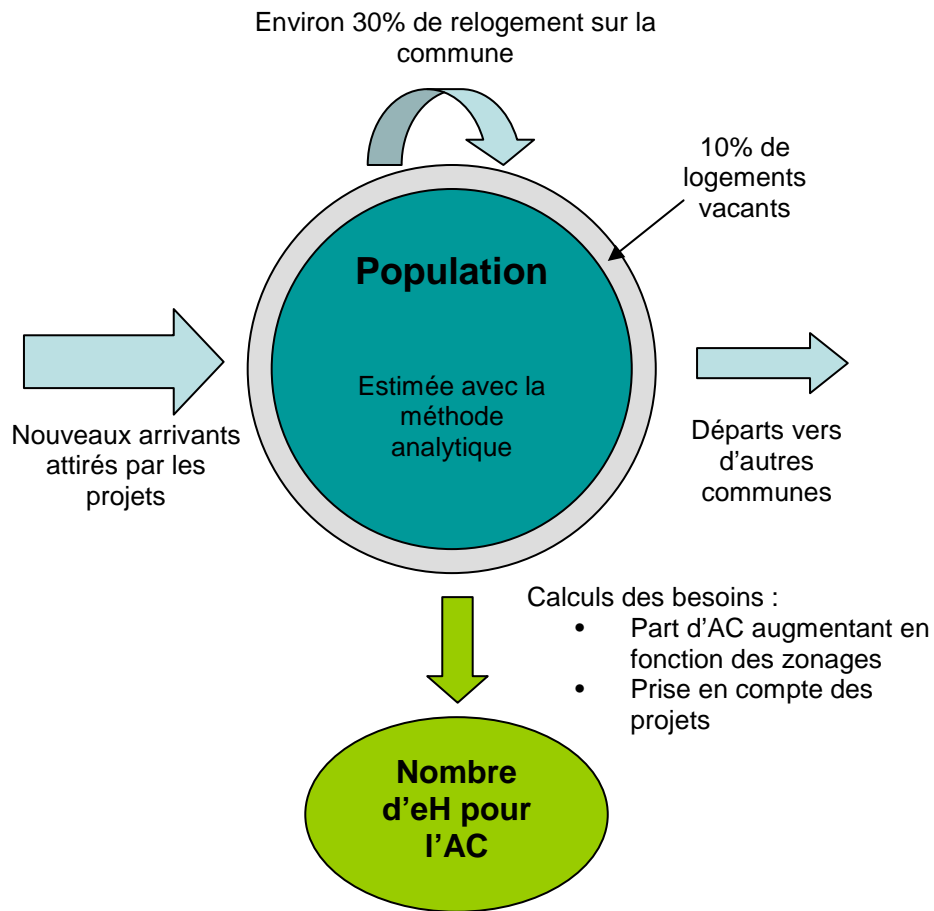 Environ 30% de relogement sur la
commune
10% de
logements
vacants
Population
Estimée avec la
méthode
analytique
Nouveaux arrivants
attirés par les
projets
Départs vers
d'autres
communes
Calculs des besoins :
• Part d'AC augmentant en
fonction des zonages
• Prise en compte des
projets
Nombre
d'eH pour
l'AC